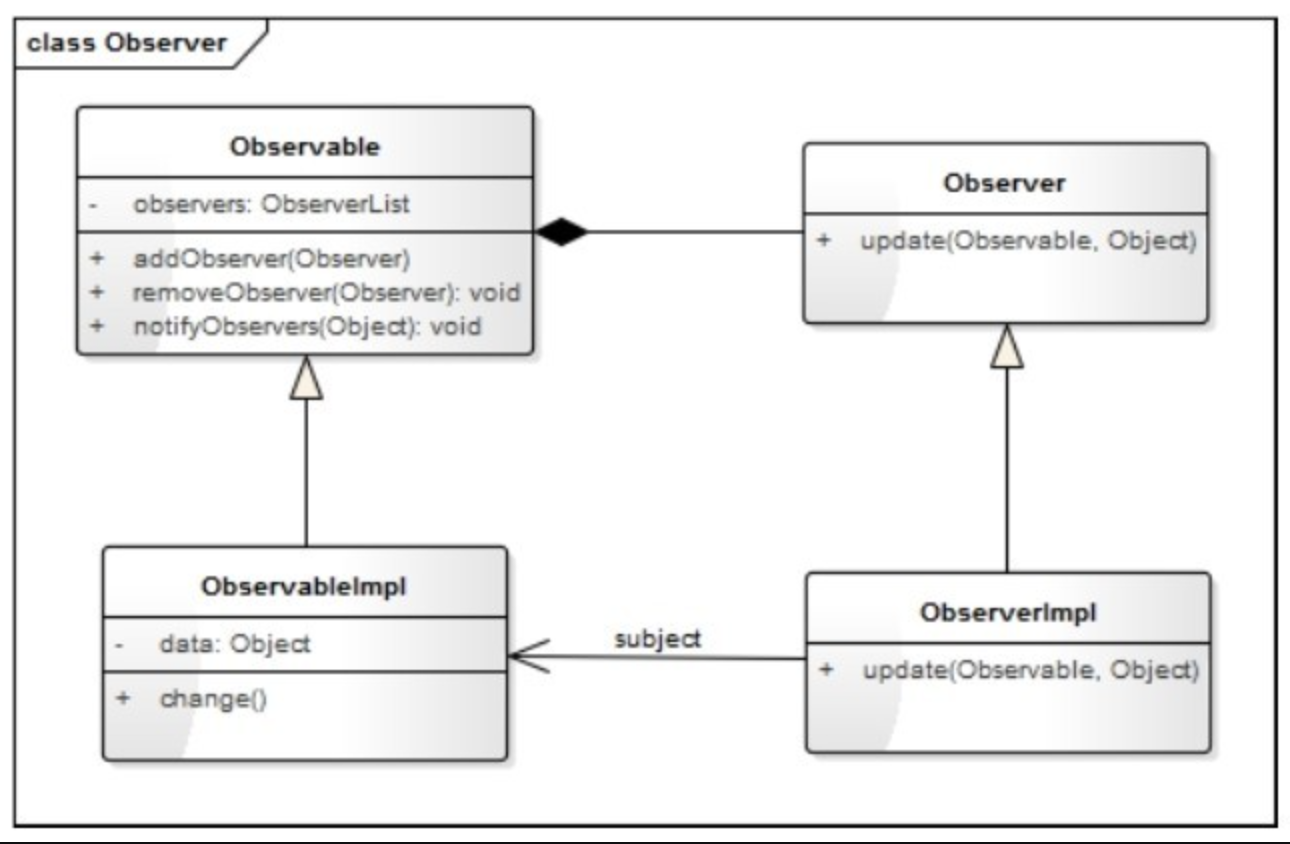 class Observer
Observable
- observers: ObserverList
+ addObserver(Observer)
+ removeObserver(Observer): void
+ notifyObservers(Object): void
Observer
+ update(Observable, Object)
ObservableImpl
- data: Object
+ change()
subject
ObserverImpl
+ update(Observable, Object)